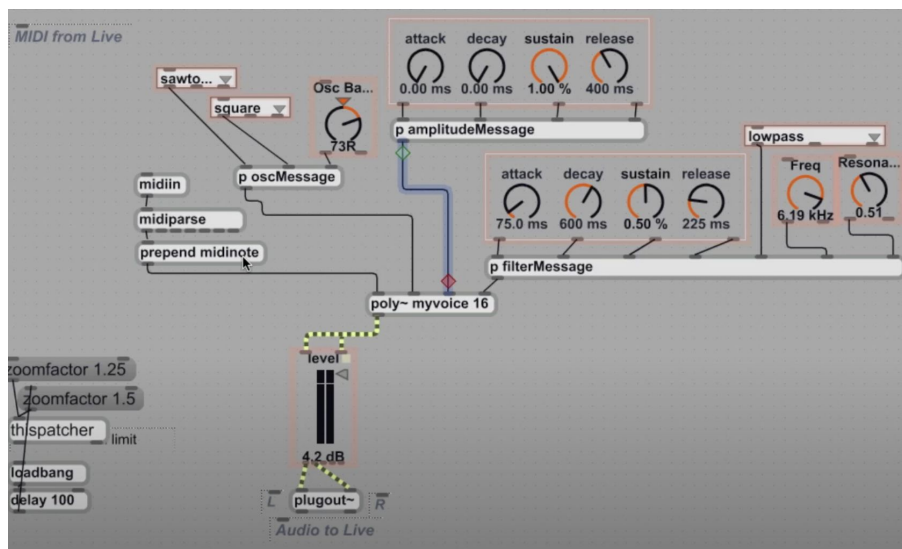 MIDI from Live
sawto...
square
Osc Ba...
73R
attack decay sustain release
0.00 ms 0.00 ms 1.00 % 400 ms
p amplitudeMessage
lowpass
Freq Resona...
6.19 kHz 0.51
attack decay sustain release
75.0 ms 600 ms 0.50 % 225 ms
p oscMessage
midiin
midiparse
prepend midinote
p filterMessage
poly~ myvoice 16
level
4.2 dB
zoomfactor 1.25
zoomfactor 1.5
thispatcher
limit
loadbang
delay 100
L plugout~ R
Audio to Live